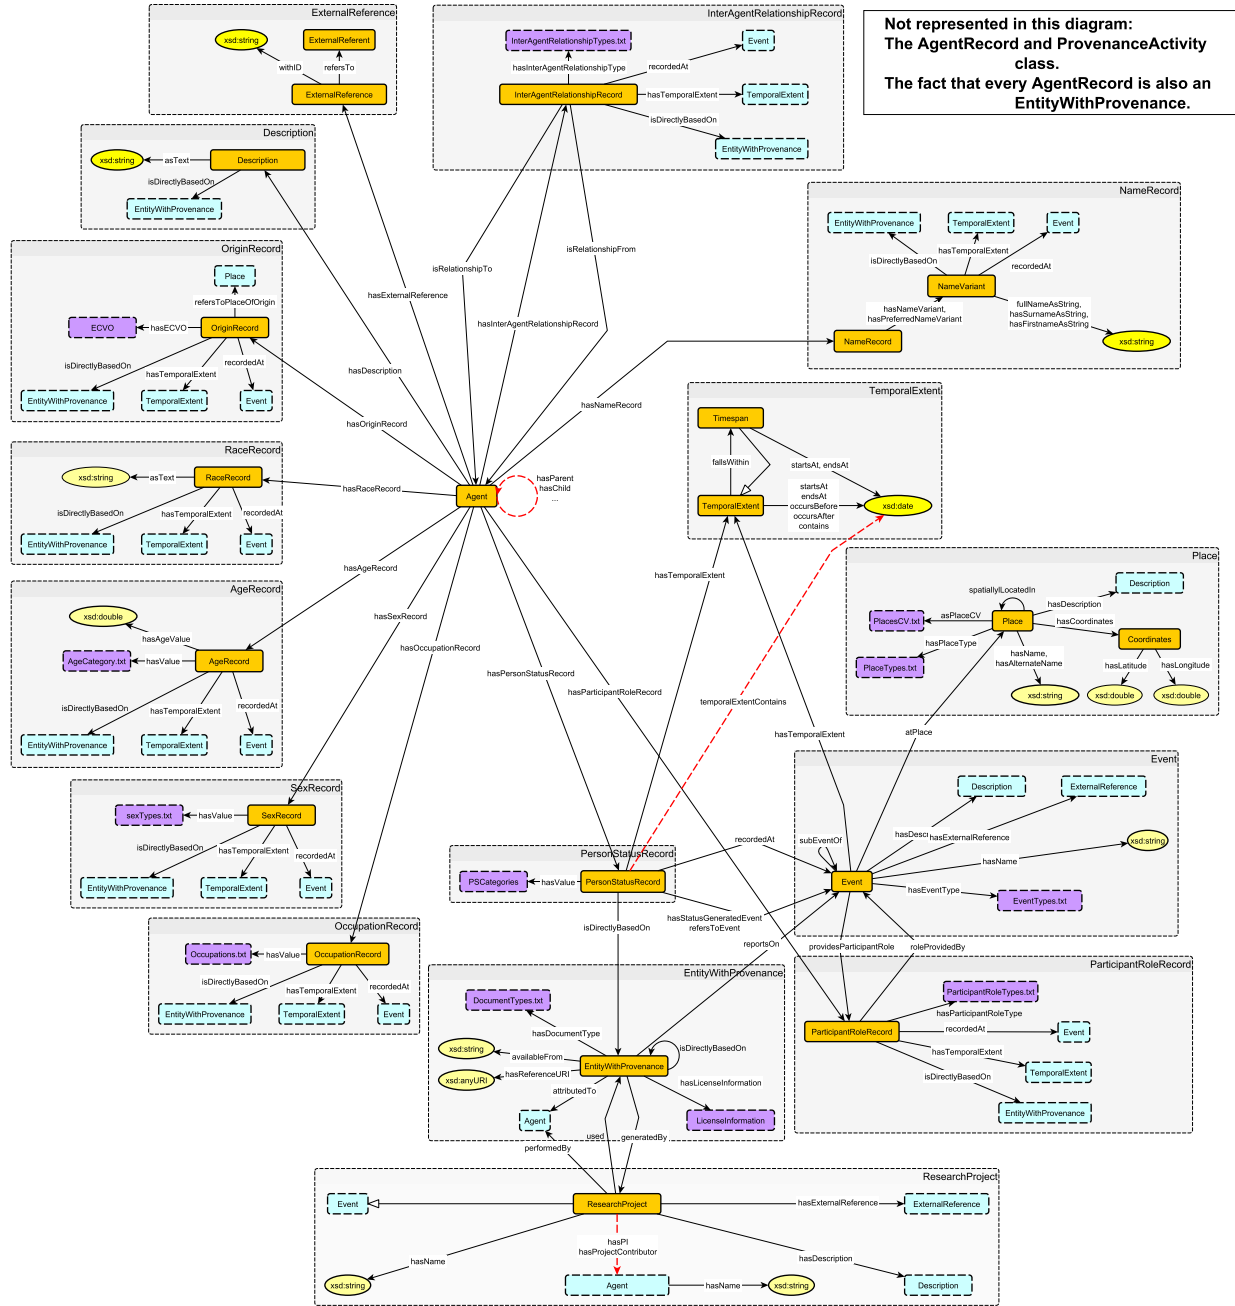 Not represented in this diagram:
The AgentRecord and ProvenanceActivity
class.
The fact that every AgentRecord is also an
EntityWithProvenance.
ExternalReference
xsd:string
ExternalReferent
withID
refersTo
ExternalReference
InterAgentRelationshipRecord
InterAgentRelationshipTypes.txt
Event
hasInterAgentRelationshipType
recordedAt
InterAgentRelationshipRecord
hasTemporalExtent
TemporalExtent
isDirectlyBasedOn
EntityWithProvenance
Description
xsd:string
asText
Description
isDirectlyBasedOn
EntityWithProvenance
NameRecord
EntityWithProvenance
TemporalExtent
Event
isDirectlyBasedOn
hasTemporalExtent
recordedAt
NameVariant
hasNameVariant,
hasPreferredNameVariant
fullNameAsString,
hasSurnameAsString,
hasFirstnameAsString
NameRecord
xsd:string
OriginRecord
Place
refersToPlaceOfOrigin
ECVO
hasECVO
OriginRecord
isDirectlyBasedOn
hasTemporalExtent
recordedAt
EntityWithProvenance
TemporalExtent
Event
isRelationshipTo
isRelationshipFrom
hasExternalReference
hasInterAgentRelationshipRecord
hasDescription
hasNameRecord
hasOriginRecord
hasRaceRecord
Agent
hasParent
hasChild
...
TemporalExtent
Timespan
fallsWithin
startsAt, endsAt
TemporalExtent
startsAt
endsAt
occursBefore
occursAfter
contains
xsd:date
RaceRecord
xsd:string
asText
RaceRecord
isDirectlyBasedOn
hasTemporalExtent
recordedAt
EntityWithProvenance
TemporalExtent
Event
hasAgeRecord
hasSexRecord
hasOccupationRecord
hasPersonStatusRecord
hasParticipantRoleRecord
hasTemporalExtent
temporalExtentContains
hasTemporalExtent
atPlace
Place
spatiallylLocatedIn
Description
hasDescription
PlacesCV.txt
asPlaceCV
Place
hasCoordinates
hasPlaceType
Coordinates
PlaceTypes.txt
hasName,
hasAlternateName
hasLatitude
hasLongitude
xsd:string
xsd:double
xsd:double
AgeRecord
xsd:double
hasAgeValue
AgeCategory.txt
hasValue
AgeRecord
isDirectlyBasedOn
hasTemporalExtent
recordedAt
EntityWithProvenance
TemporalExtent
Event
SexRecord
sexTypes.txt
hasValue
SexRecord
isDirectlyBasedOn
hasTemporalExtent
recordedAt
EntityWithProvenance
TemporalExtent
Event
Event
Description
ExternalReference
hasDescr
hasExternalReference
subEventOf
xsd:string
hasName
Event
hasEventType
EventTypes.txt
PersonStatusRecord
PSCategories
hasValue
PersonStatusRecord
recordedAt
hasStatusGeneratedEvent
refersToEvent
isDirectlyBasedOn
reportsOn
providesParticipantRole
roleProvidedBy
OccupationRecord
Occupations.txt
hasValue
OccupationRecord
isDirectlyBasedOn
hasTemporalExtent
recordedAt
EntityWithProvenance
TemporalExtent
Event
EntityWithProvenance
DocumentTypes.txt
hasDocumentType
xsd:string
availableFrom
isDirectlyBasedOn
EntityWithProvenance
xsd:anyURI
hasReferenceURI
attributedTo
hasLicenseInformation
Agent
LicenseInformation
performedBy
used
generatedBy
ParticipantRoleRecord
ParticipantRoleTypes.txt
hasParticipantRoleType
ParticipantRoleRecord
recordedAt
Event
hasTemporalExtent
TemporalExtent
isDirectlyBasedOn
EntityWithProvenance
ResearchProject
Event
ResearchProject
hasExternalReference
ExternalReference
hasName
hasPI
hasProjectContributor
hasDescription
xsd:string
Agent
hasName
xsd:string
Description